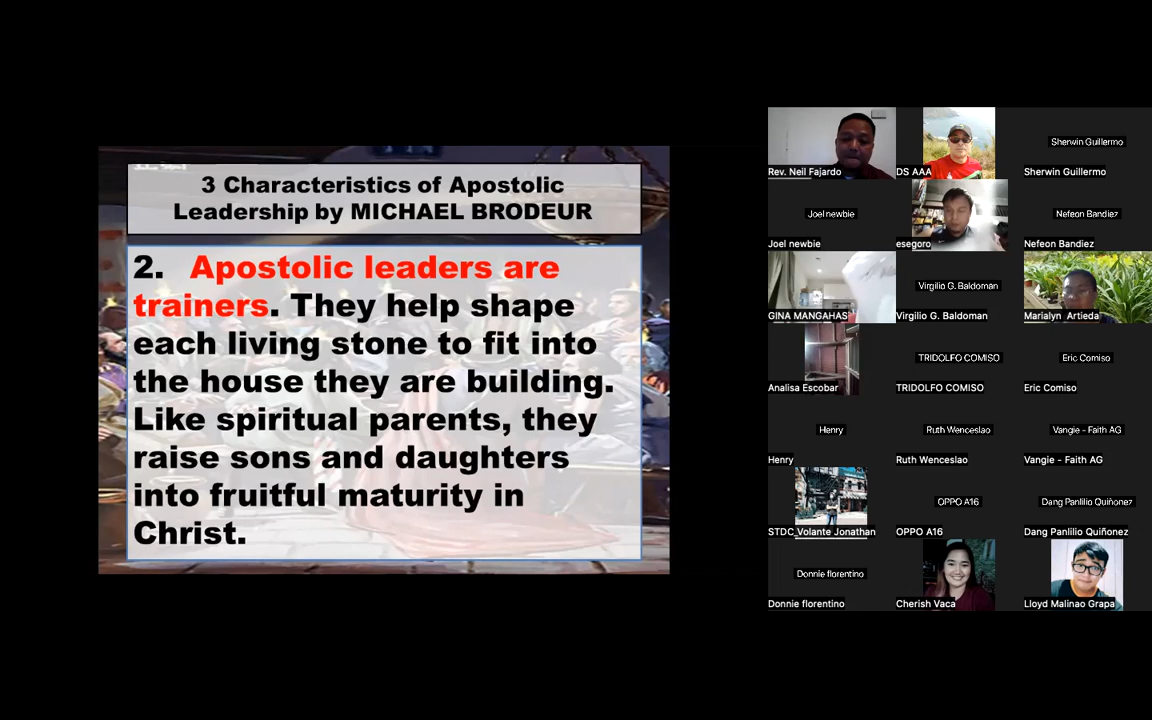 3 Characteristics of Apostolic
Leadership by MICHAEL BRODEUR
2. Apostolic leaders are
trainers. They help shape
each living stone to fit into
the house they are building.
Like spiritual parents, they
raise sons and daughters
into fruitful maturity in
Christ.
Rev. Neil Fajardo
DS AAA
Sherwin Guillermo
Sherwin Guillermo
Joel newbie
Joel newbie
esegoro
Nefeon Bandiez
Nefeon Bandiez
GINA MANGAHAS
Virgilio G. Baldoman
Virgilio G. Baldoman
Marialyn Artieda
Analisa Escobar
TRIDOLFO COMISO
TRIDOLFO COMISO
Eric Comiso
Eric Comiso
Henry
Henry
Ruth Wenceslao
Ruth Wenceslao
Vangie - Faith AG
Vangie - Faith AG
STDC_Volante Jonathan
OPPO A16
OPPO A16
Dang Panlilio Quiñonez
Dang Panlilio Quiñonez
Donnie florentino
Donnie florentino
Cherish Vaca
Lloyd Malinao Grapa